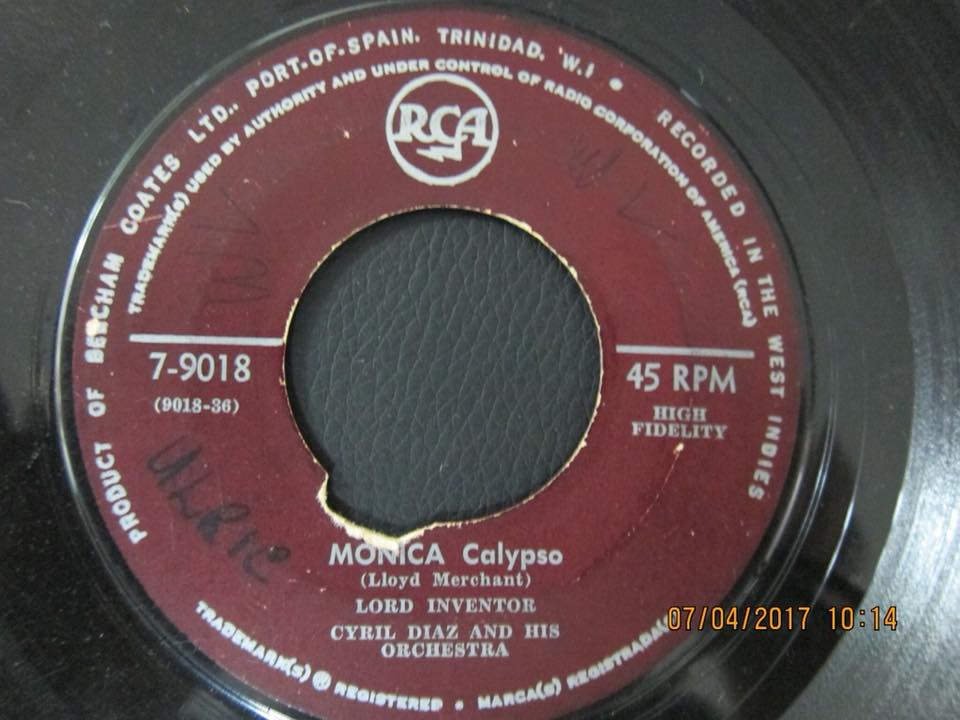 PRODUCT OF BEECHAM COATES LTD., PORT-OF-SPAIN. TRINIDAD, W.I • RECORDED IN THE WEST INDIES
TRADEMARK(s) USED BY AUTHORITY AND UNDER CONTROL OF RADIO CORPORATION OF AMERICA (RCA)
RCA
7-9018
(9018-36)
45 RPM
HIGH
FIDELITY
MONICA Calypso
(Lloyd Merchant)
LORD INVENTOR
CYRIL DIAZ AND HIS
ORCHESTRA
TRADEMARK(s) ® REGISTERED • MARCA(s) REGISTRADA
07/04/2017 10:14